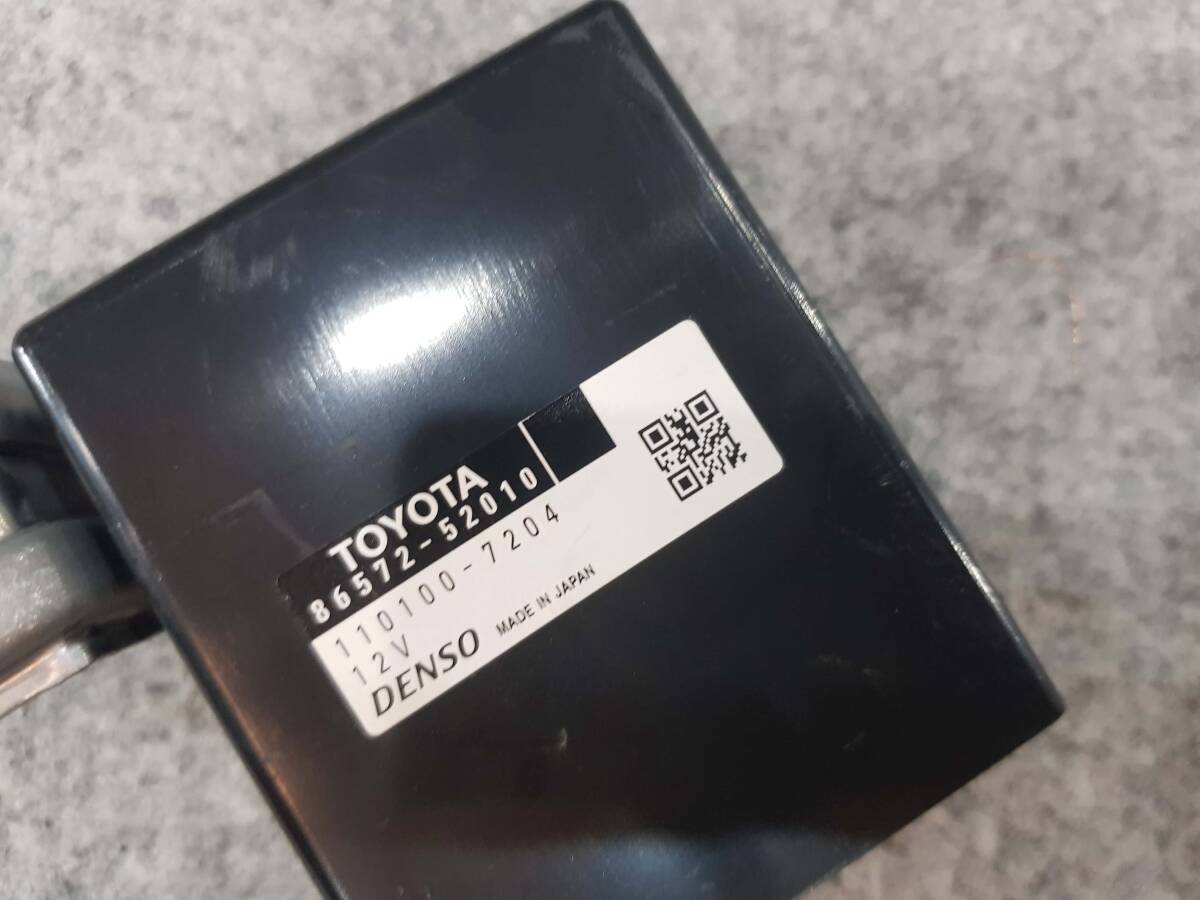 TOYOTA
86572-52010
110100-7204
12V
DENSO MADE IN JAPAN